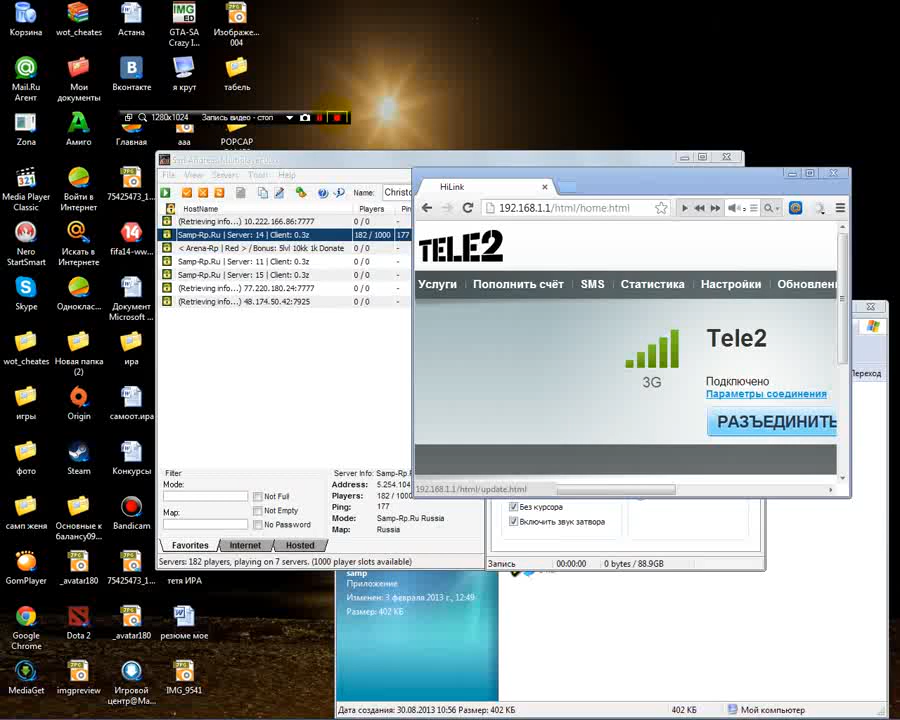 Корзина
wot_cheates
Астана
GTA-SA Crazy I...
Изображе... 004
Mail.Ru Агент
Мои документы
Вконтакте
я крут
табель
1280x1024 Запись видео - стоп
Zona
Амиго
Главная
ааа
POPCAP
Media Player Classic
Войти в Интернет
75425473_1...
Nero StartSmart
Искать в Интернете
fifa14-ww...
Skype
Одноклас...
Документ Microsoft ...
wot_cheates
Новая папка (2)
ира
игры
Origin
самоот.ира
фото
Steam
Конкурсы
самп женя
Основные к балансу09...
Bandicam
GomPlayer
_avatar180
75425473_1...
тетя ИРА
Google Chrome
Dota 2
_avatar180
резюме мое
MediaGet
imgpreview
Игровой центр@Ma...
IMG_9541
File View Servers Tools Help
Name: Christo
HostName Players Ping
(Retrieving info...) 10.222.166.86:7777 0 / 0 -
Samp-Rp.Ru | Server: 14 | Client: 0.3z 182 / 1000 177
< Arena-Rp | Red > / Bonus: 5lvl 10kk 1k Donate 0 / 0 -
Samp-Rp.Ru | Server: 11 | Client: 0.3z 0 / 0 -
Samp-Rp.Ru | Server: 15 | Client: 0.3z 0 / 0 -
(Retrieving info...) 77.220.180.24:7777 0 / 0 -
(Retrieving info...) 48.174.50.42:7925 0 / 0 -
Filter
Mode:
Map:
Not Full
Not Empty
No Password
Server Info: Samp-Rp.R
Address: 5.254.104
Players: 182 / 1000
Ping: 177
Mode: Samp-Rp.Ru Russia
Map: Russia
Favorites Internet Hosted
Servers: 182 players, playing on 7 servers. (1000 player slots available)
HiLink
192.168.1.1/html/home.html
TELE2
Услуги Пополнить счёт SMS Статистика Настройки Обновлен
3G
Tele2
Подключено
Параметры соединения
РАЗЪЕДИНИТЬ
192.168.1.1/html/update.html
Переход
Без курсора
Включить звук затвора
Запись 00:00:00 0 bytes / 88.9GB
samp
Приложение
Изменен: 3 февраля 2013 г., 12:49
Размер: 402 КБ
Дата создания: 30.08.2013 10:56 Размер: 402 КБ 402 КБ Мой компьютер